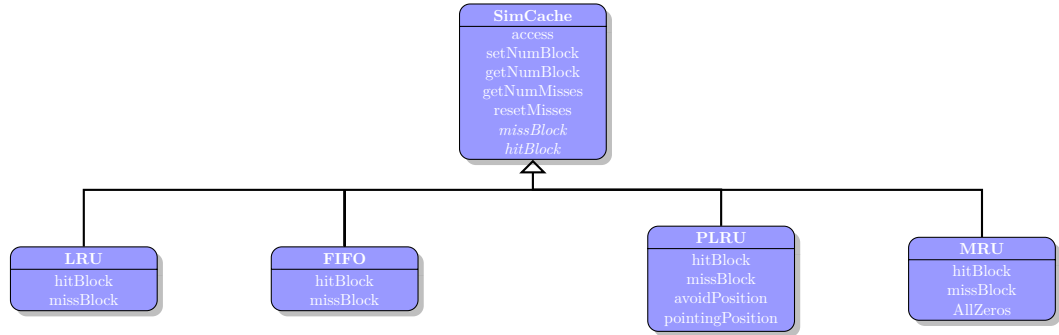 SimCache
access
setNumBlock
getNumBlock
getNumMisses
resetMisses
missBlock
hitBlock
LRU
hitBlock
missBlock
FIFO
hitBlock
missBlock
PLRU
hitBlock
missBlock
avoidPosition
pointingPosition
MRU
hitBlock
missBlock
AllZeros